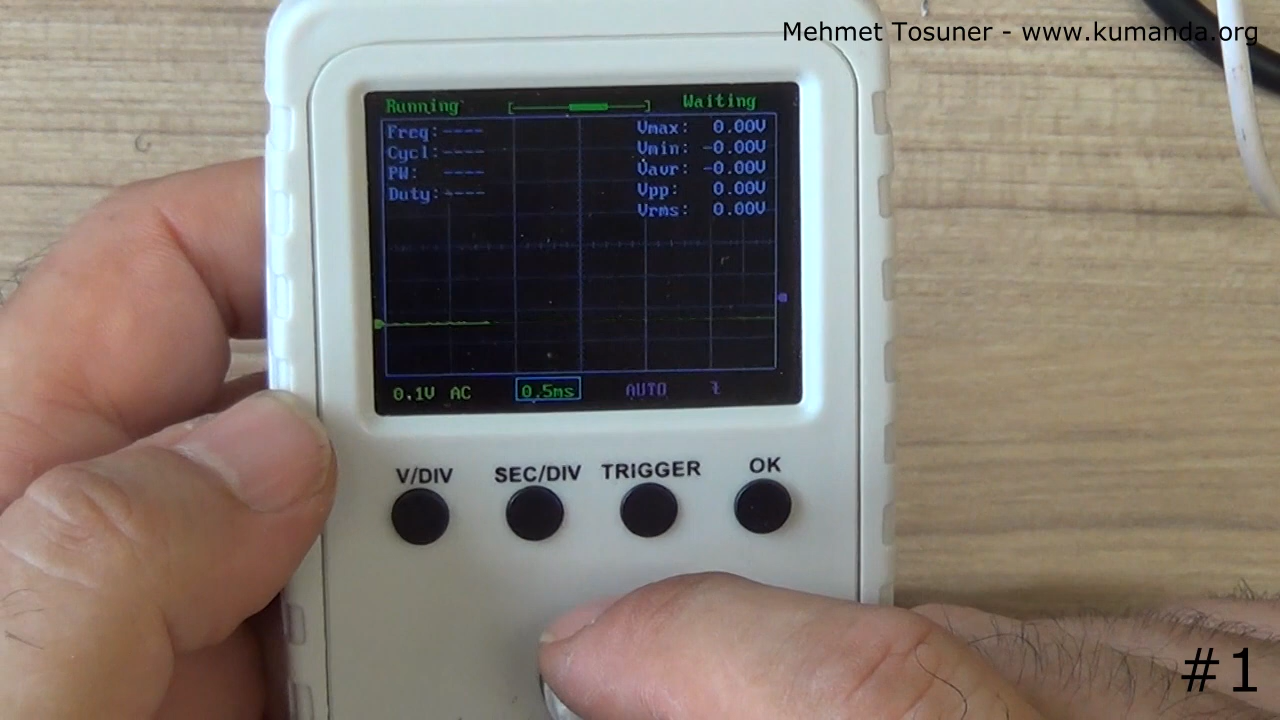 Mehmet Tosuner - www.kumanda.org
Running Waiting
Freq:---- Vmax: 0.00V
Cycl:---- Vmin: -0.00V
PW: ---- Vavr: -0.00V
Duty:---- Vpp: 0.00V
Vrms: 0.00V
0.1V AC 0.5ms AUTO
V/DIV SEC/DIV TRIGGER OK
#1